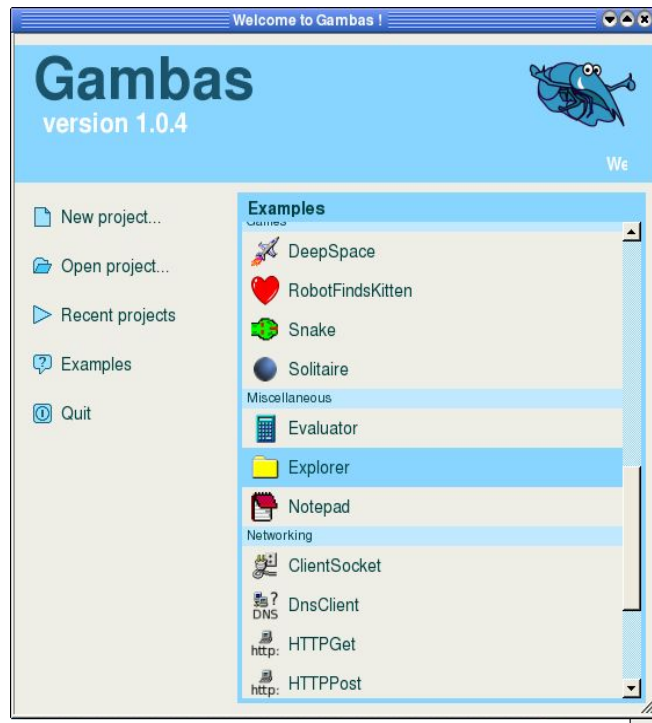 Welcome to Gambas !
Gambas
version 1.0.4
We
New project...
Open project...
Recent projects
Examples
Quit
Examples
Games
DeepSpace
RobotFindsKitten
Snake
Solitaire
Miscellaneous
Evaluator
Explorer
Notepad
Networking
ClientSocket
DNS
DnsClient
http:
HTTPGet
http:
HTTPPost